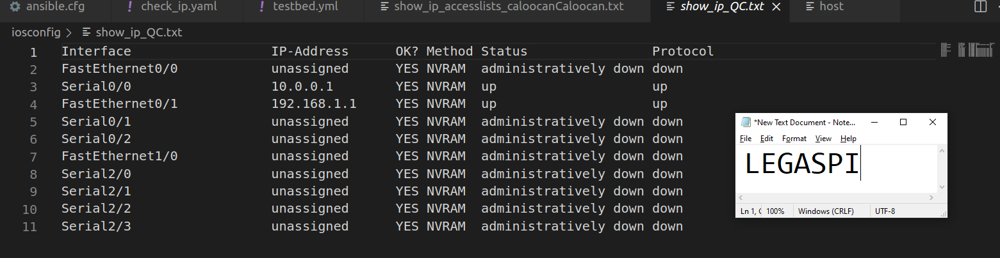 ansible.cfg ! check_ip.yaml ! testbed.yml show_ip_accesslists_caloocanCaloocan.txt show_ip_QC.txt host
iosconfig > show_ip_QC.txt
1 Interface IP-Address OK? Method Status Protocol
2 FastEthernet0/0 unassigned YES NVRAM administratively down down
3 Serial0/0 10.0.0.1 YES NVRAM up up
4 FastEthernet0/1 192.168.1.1 YES NVRAM up up
5 Serial0/1 unassigned YES NVRAM administratively down down
6 Serial0/2 unassigned YES NVRAM administratively down down
7 FastEthernet1/0 unassigned YES NVRAM administratively down down
8 Serial2/0 unassigned YES NVRAM administratively down down
9 Serial2/1 unassigned YES NVRAM administratively down down
10 Serial2/2 unassigned YES NVRAM administratively down down
11 Serial2/3 unassigned YES NVRAM administratively down down
*New Text Document - Note...
File Edit Format View Help
LEGASPI
Ln 1, C 100% Windows (CRLF) UTF-8